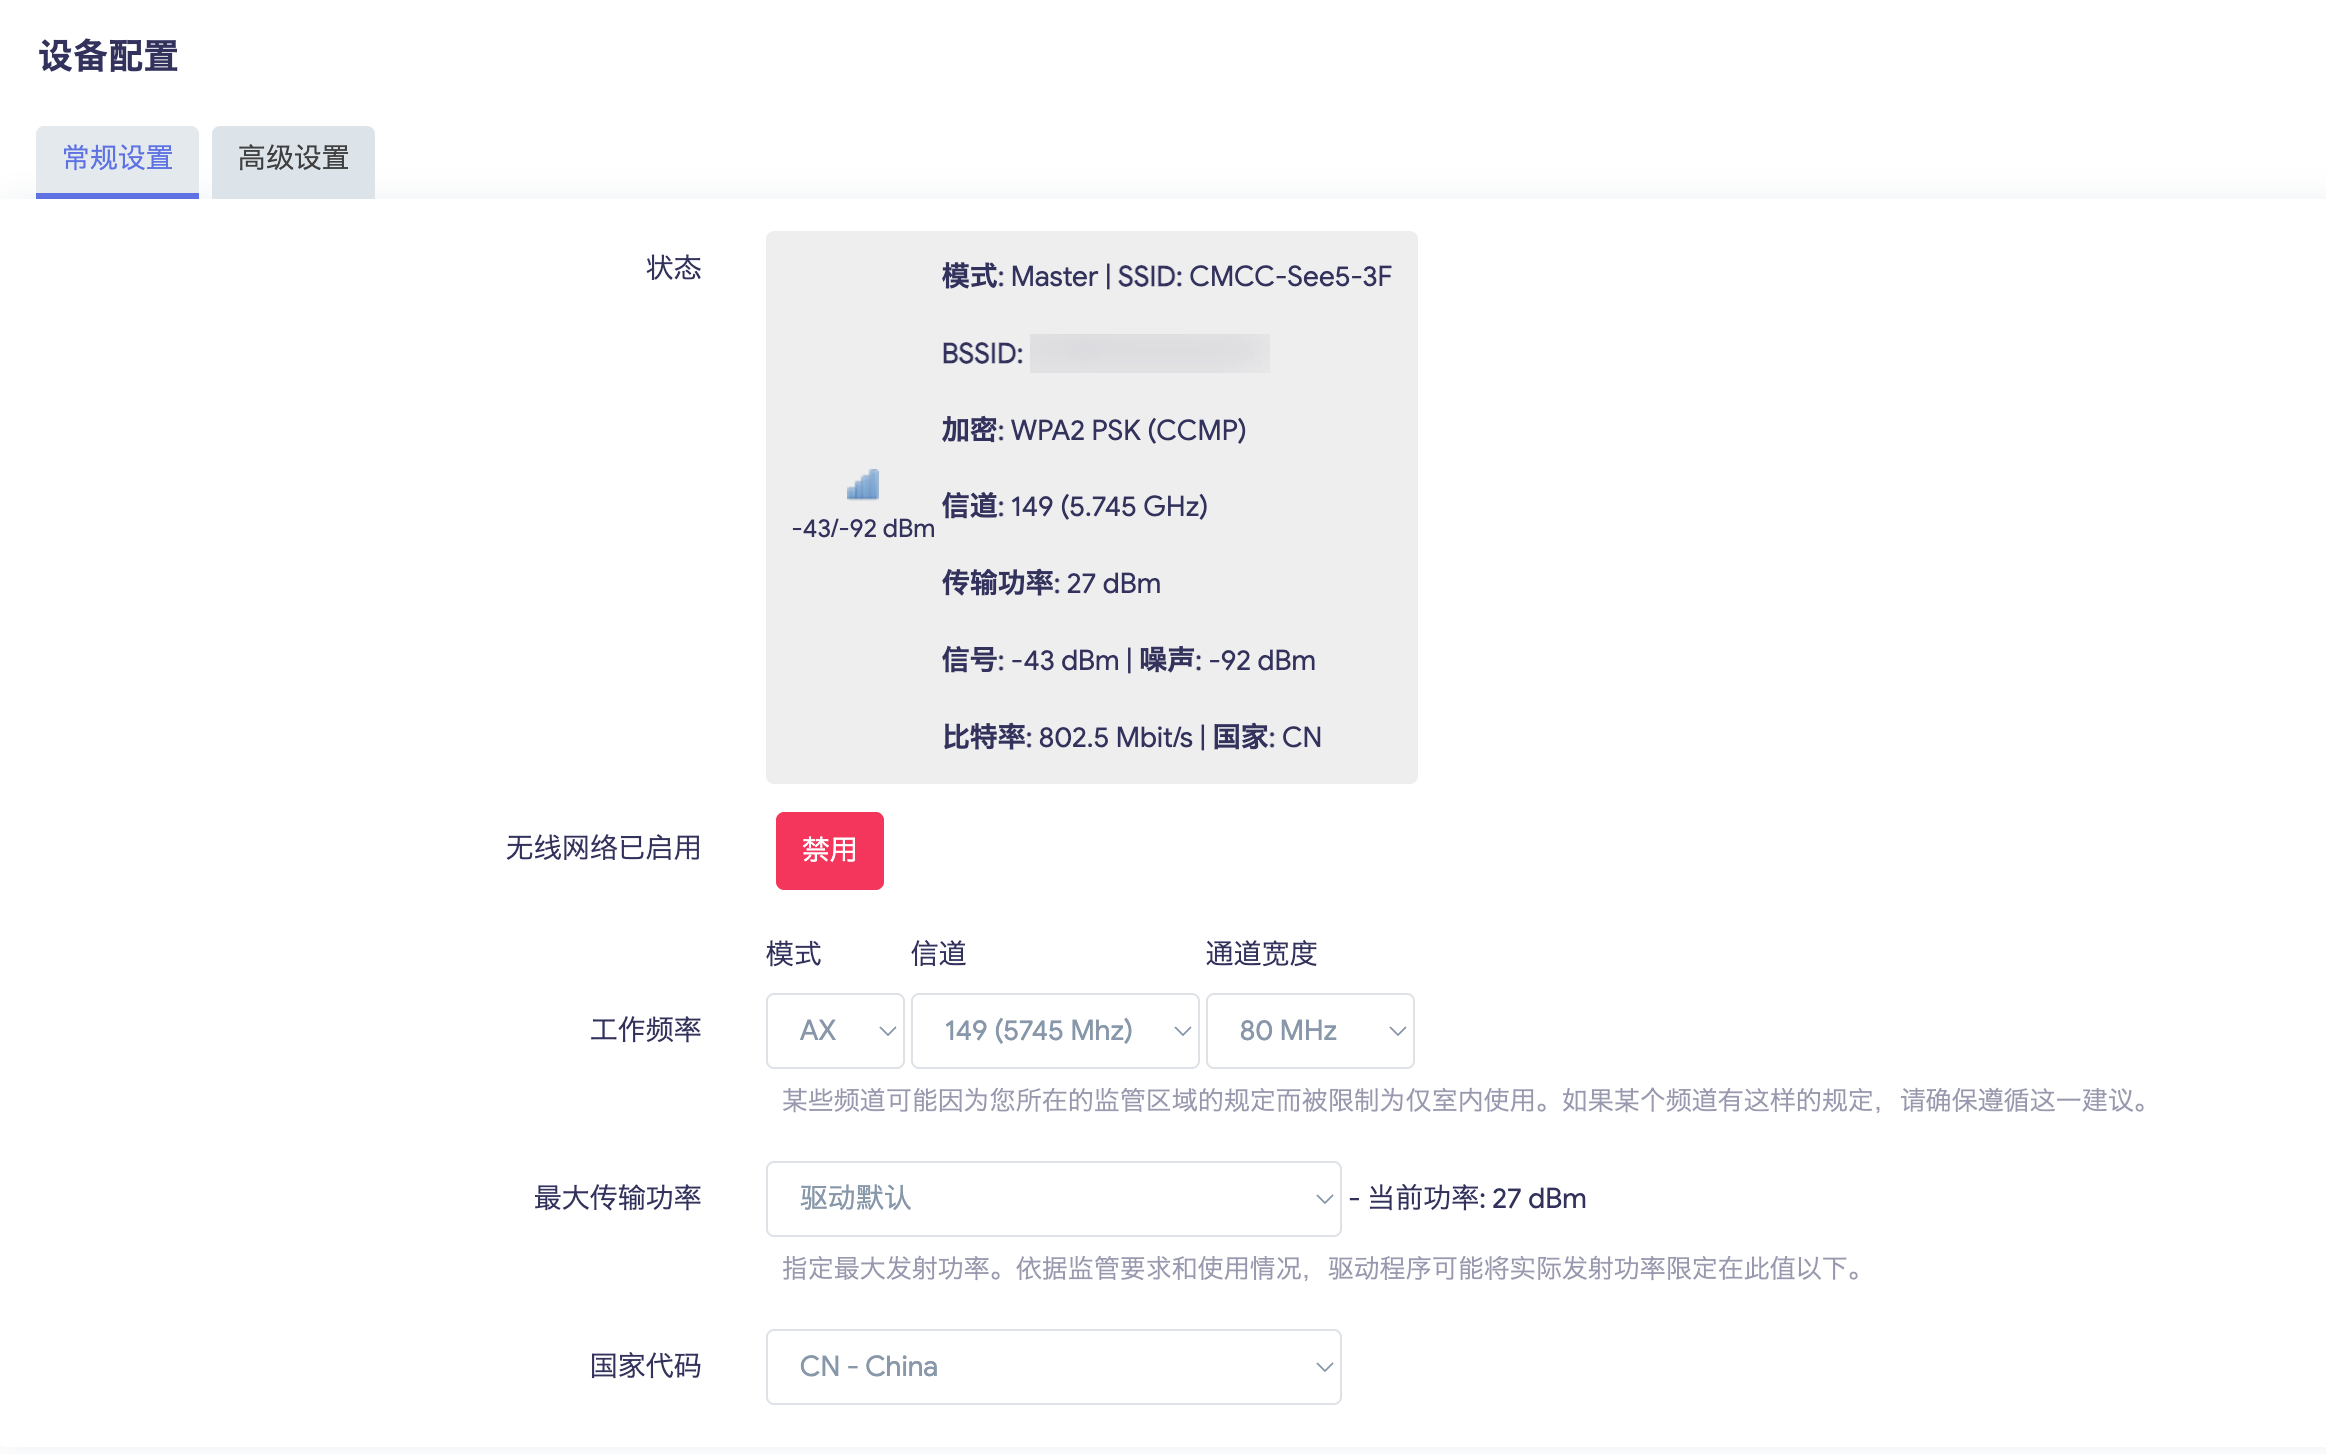 设备配置
常规设置 高级设置
状态
模式: Master | SSID: CMCC-See5-3F
BSSID:
加密: WPA2 PSK (CCMP)
信道: 149 (5.745 GHz)
-43/-92 dBm
传输功率: 27 dBm
信号: -43 dBm | 噪声: -92 dBm
比特率: 802.5 Mbit/s | 国家: CN
无线网络已启用 禁用
模式 信道 通道宽度
工作频率 AX 149 (5745 Mhz) 80 MHz
某些频道可能因为您所在的监管区域的规定而被限制为仅室内使用。如果某个频道有这样的规定，请确保遵循这一建议。
最大传输功率 驱动默认 - 当前功率: 27 dBm
指定最大发射功率。依据监管要求和使用情况，驱动程序可能将实际发射功率限定在此值以下。
国家代码 CN - China